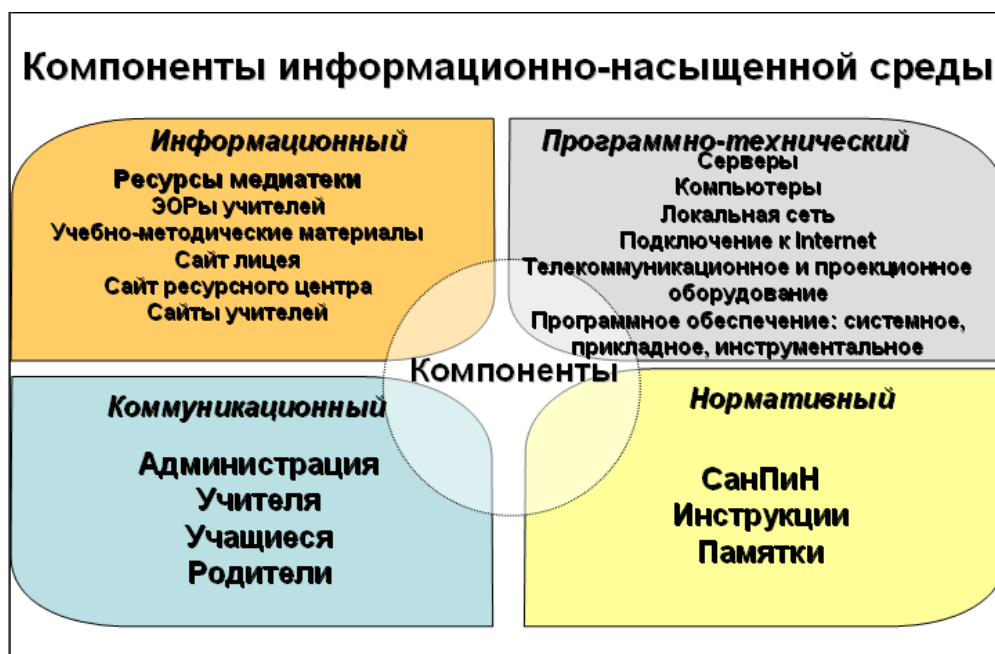 Компоненты информационно-насыщенной среды
Информационный
Ресурсы медиатеки
ЭОРы учителей
Учебно-методические материалы
Сайт лицея
Сайт ресурсного центра
Сайты учителей
Программно-технический
Серверы
Компьютеры
Локальная сеть
Подключение к Internet
Телекоммуникационное и проекционное
оборудование
Программное обеспечение: системное,
прикладное, инструментальное
Компоненты
Коммуникационный
Администрация
Учителя
Учащиеся
Родители
Нормативный
СанПиН
Инструкции
Памятки